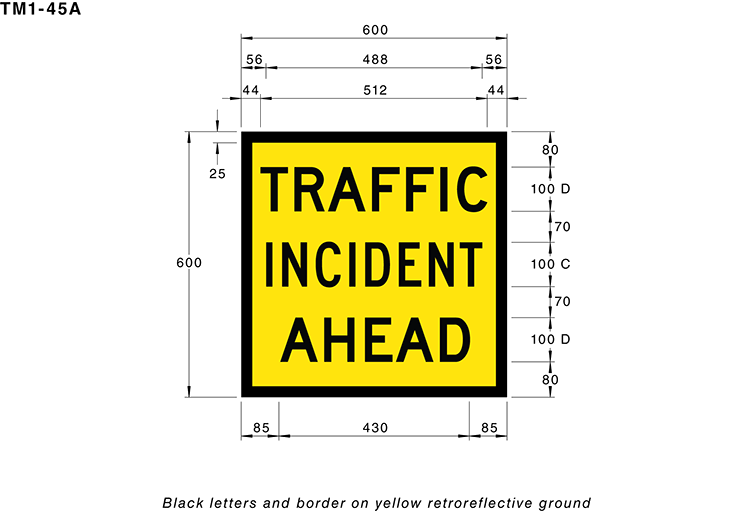 TM1-45A
600
56 488 56
44 512 44
80
25
TRAFFIC
100 D
70
600
INCIDENT
100 C
70
AHEAD
100 D
80
85 430 85
Black letters and border on yellow retroreflective ground